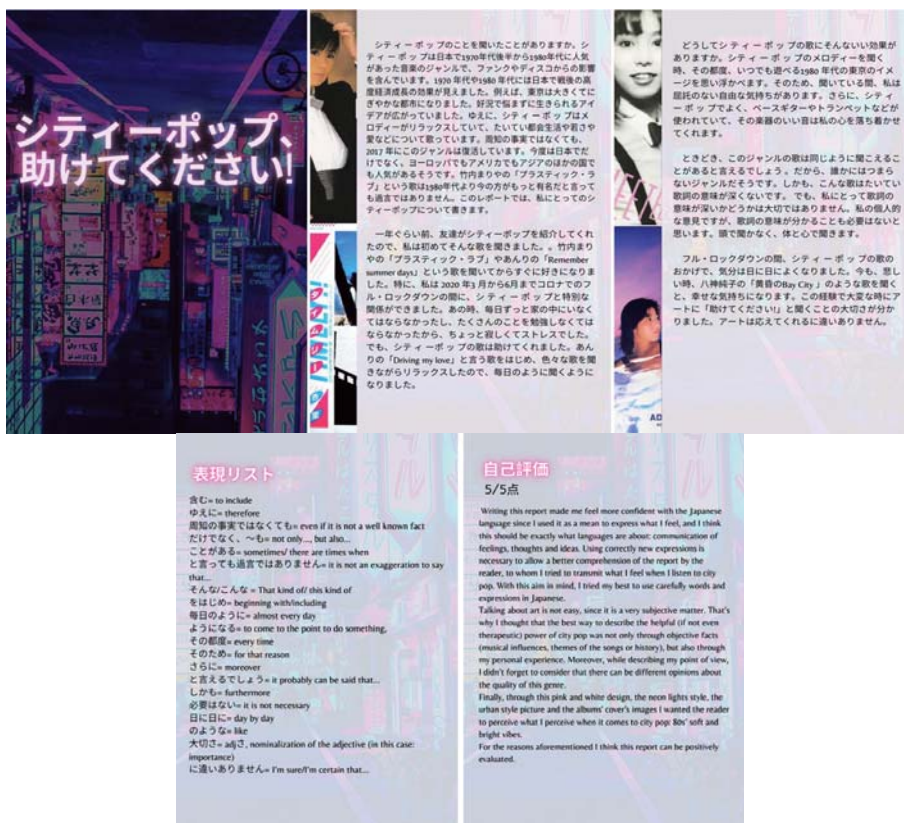 シティーポップ、
助けてください!
シティーポップのことを聞いたことがありますか。シ
ティーポップは日本で1970年代後半から1980年代に人気
があった音楽のジャンルで、ファンクやディスコからの影響
を含んでいます。1970 年代や1980 年代には日本で戦後の高
度経済成長の効果が見えました。例えば、東京は大きくてに
ぎやかな都市になりました。好況で悩まずに生きられるアイ
デアが広がっていました。ゆえに、シティーポップはメ
ロディーがリラックスしていて、たいてい都会生活や若さや
愛などについて歌っています。周知の事実ではなくても、
2017 年にこのジャンルは復活しています。今度は日本でだ
けでなく、ヨーロッパでもアメリカでもアジアのほかの国で
も人気があるそうです。竹内まりやの「プラスティック・ラ
ブ」という歌は1980年代より今の方がもっと有名だと言って
も過言ではありません。このレポートでは、私にとってのシ
ティーポップについて書きます。
一年ぐらい前、友達がシティーポップを紹介してくれ
たので、私は初めてそんな歌を聞きました。。竹内まり
やの「プラスティック・ラブ」やあんりの「Remember
summer days」という歌を聞いてからすぐに好きになりま
した。特に、私は 2020 年3 月から6月までコロナでのフ
ル・ロックダウンの間に、シティーポップと特別な
関係ができました。あの時、毎日ずっと家の中にいなく
てはならなかったし、たくさんのことを勉強しなくては
ならなかったから、ちょっと寂しくてストレスでした。
でも、シティーポップの歌は助けてくれました。あん
りの「Driving my love」と言う歌をはじめ、色々な歌を聞
きながらリラックスしたので、毎日のように聞くように
なりました。
どうしてシティーポップの歌にそんないい効果が
ありますか。シティーポップのメロディーを聞く
時、その都度、いつでも遊べる1980 年代の東京のイメ
ージを思い浮かべます。そのため、聞いている間、私は
屈託のない自由な気持ちがあります。さらに、シティ
ーポップでよく、ベースギターやトランペットなどが
使われていて、その楽器のいい音は私の心を落ち着かせ
てくれます。
ときどき、このジャンルの歌は同じように聞こえるこ
とがあると言えるでしょう。だから、誰かにはつまら
ないジャンルだそうです。しかも、こんな歌はたいてい
歌詞の意味が深くないです。でも、私にとって歌詞の
意味が深いかどうかは大切ではありません。私の個人的
な意見ですが、歌詞の意味が分かることも必要はないと
思います。頭で聞かなく、体と心で聞きます。
フル・ロックダウンの間、シティーポップの歌の
おかげで、気分は日に日によくなりました。今も、悲し
い時、八神純子の「黄昏のBay City 」のような歌を聞く
と、幸せな気持ちになります。この経験で大変な時にアー
トに「助けてください!」と聞くことの大切さが分か
りました。アートは応えてくれるに違いありません。
表現リスト
含む= to include
ゆえに= therefore
周知の事実ではなくても= even if it is not a well known fact
だけでなく、~も= not only..., but also...
ことがある= sometimes/ there are times when
と言っても過言ではありません= it is not an exaggeration to say
that...
そんな/こんな = That kind of/ this kind of
をはじめ= beginning with/including
毎日のように= almost every day
ようになる= to come to the point to do something,
その都度= every time
そのため= for that reason
さらに= moreover
と言えるでしょう= it probably can be said that...
しかも= furthermore
必要はない= it is not necessary
日に日に= day by day
のような= like
大切さ= adjさ, nominalization of the adjective (in this case:
importance)
に違いありません= I'm sure/I'm certain that...
自己評価
5/5点
Writing this report made me feel more confident with the Japanese
language since I used it as a mean to express what I feel, and I think
this should be exactly what languages are about: communication of
feelings, thoughts and ideas. Using correctly new expressions is
necessary to allow a better comprehension of the report by the
reader, to whom I tried to transmit what I feel when I listen to city
pop. With this aim in mind, I tried my best to use carefully words and
expressions in Japanese.
Talking about art is not easy, since it is a very subjective matter. That's
why I thought that the best way to describe the helpful (if not even
therapeutic) power of city pop was not only through objective facts
(musical influences, themes of the songs or history), but also through
my personal experience. Moreover, while describing my point of view,
I didn't forget to consider that there can be different opinions about
the quality of this genre.
Finally, through this pink and white design, the neon lights style, the
urban style picture and the albums' cover's images I wanted the reader
to perceive what I perceive when it comes to city pop: 80s' soft and
bright vibes.
For the reasons aforementioned I think this report can be positively
evaluated.